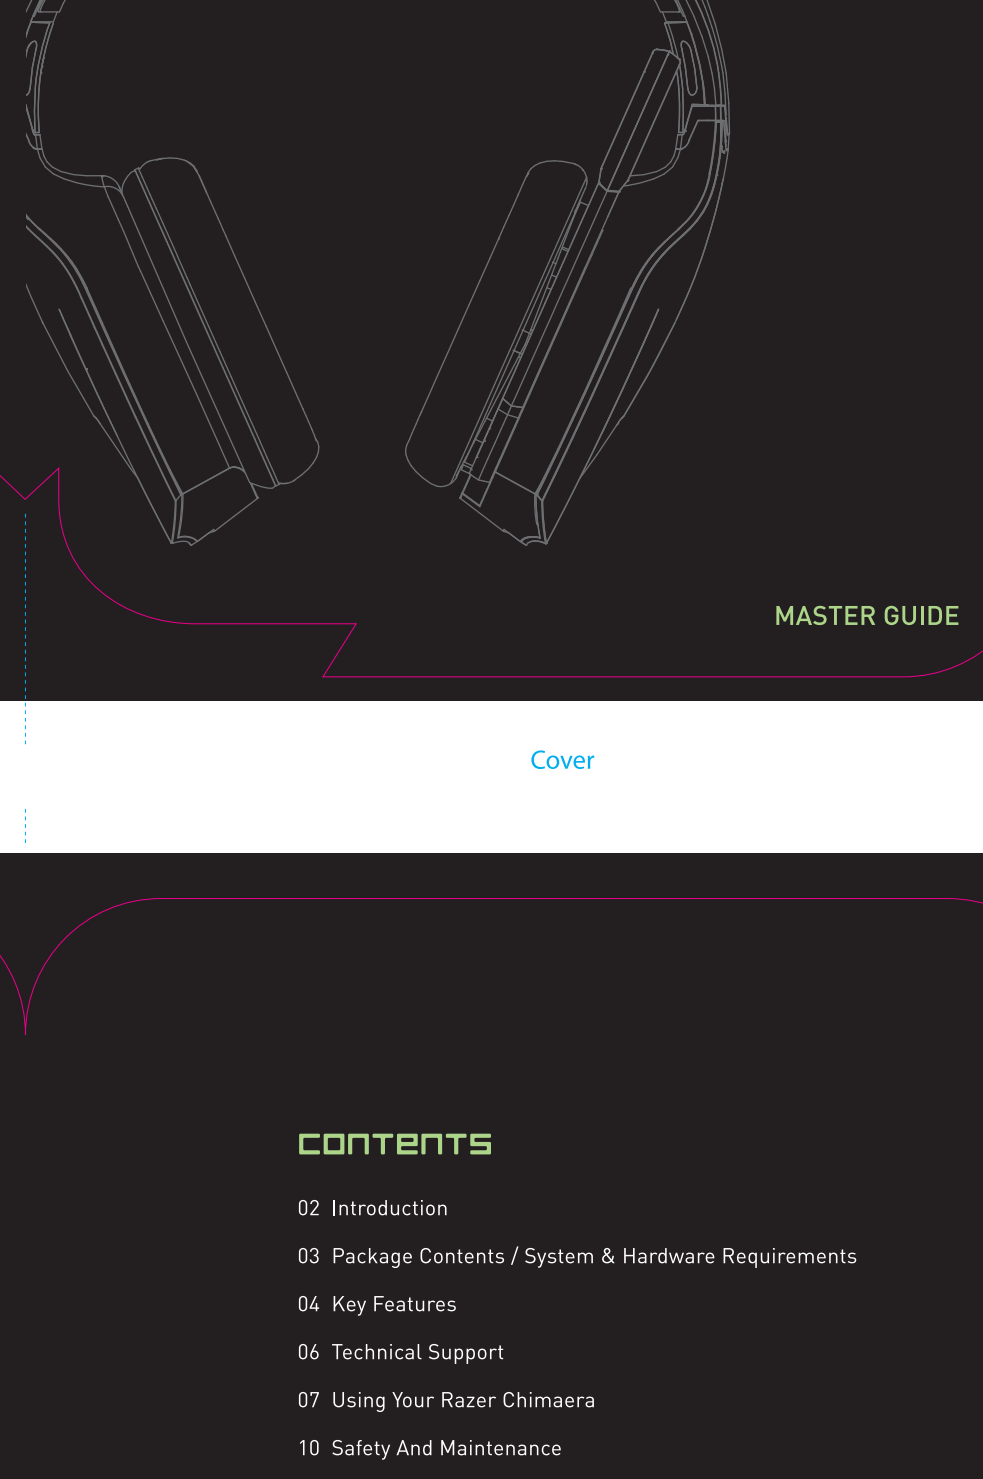 MASTER GUIDE
Cover
CONTENTS
02 Introduction
03 Package Contents / System & Hardware Requirements
04 Key Features
06 Technical Support
07 Using Your Razer Chimaera
10 Safety And Maintenance